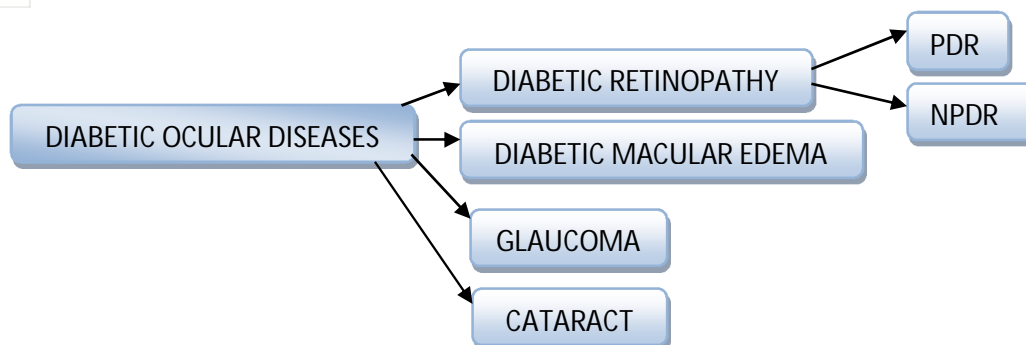 PDR
DIABETIC RETINOPATHY
NPDR
DIABETIC OCULAR DISEASES
DIABETIC MACULAR EDEMA
GLAUCOMA
CATARACT